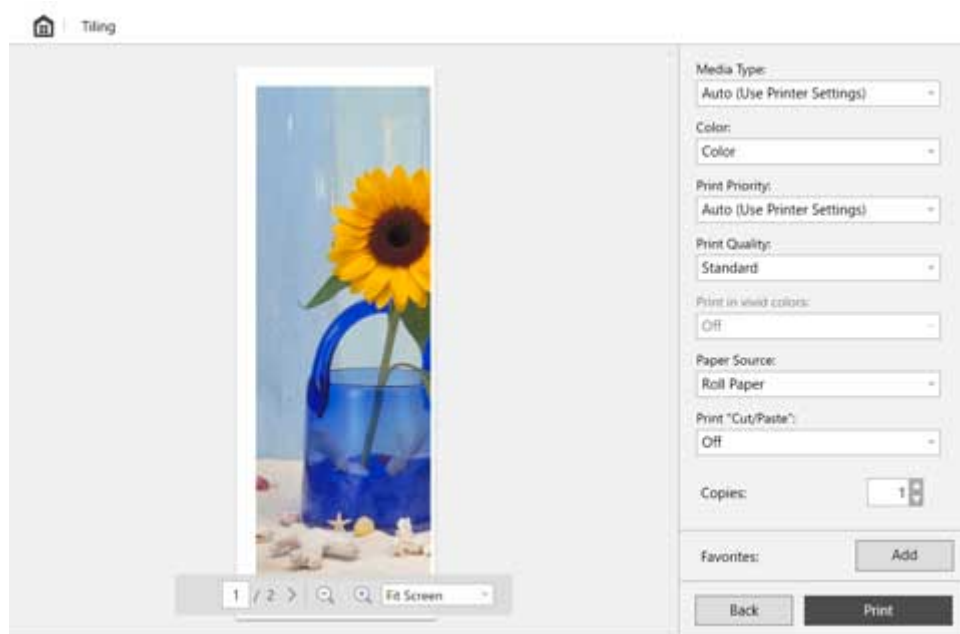 Tiling
Media Type:
Auto (Use Printer Settings)
Color:
Color
Print Priority:
Auto (Use Printer Settings)
Print Quality:
Standard
Print in vivid colors:
Off
Paper Source:
Roll Paper
Print "Cut/Paste":
Off
Copies: 1
Favorites: Add
1 / 2 Fit Screen
Back Print